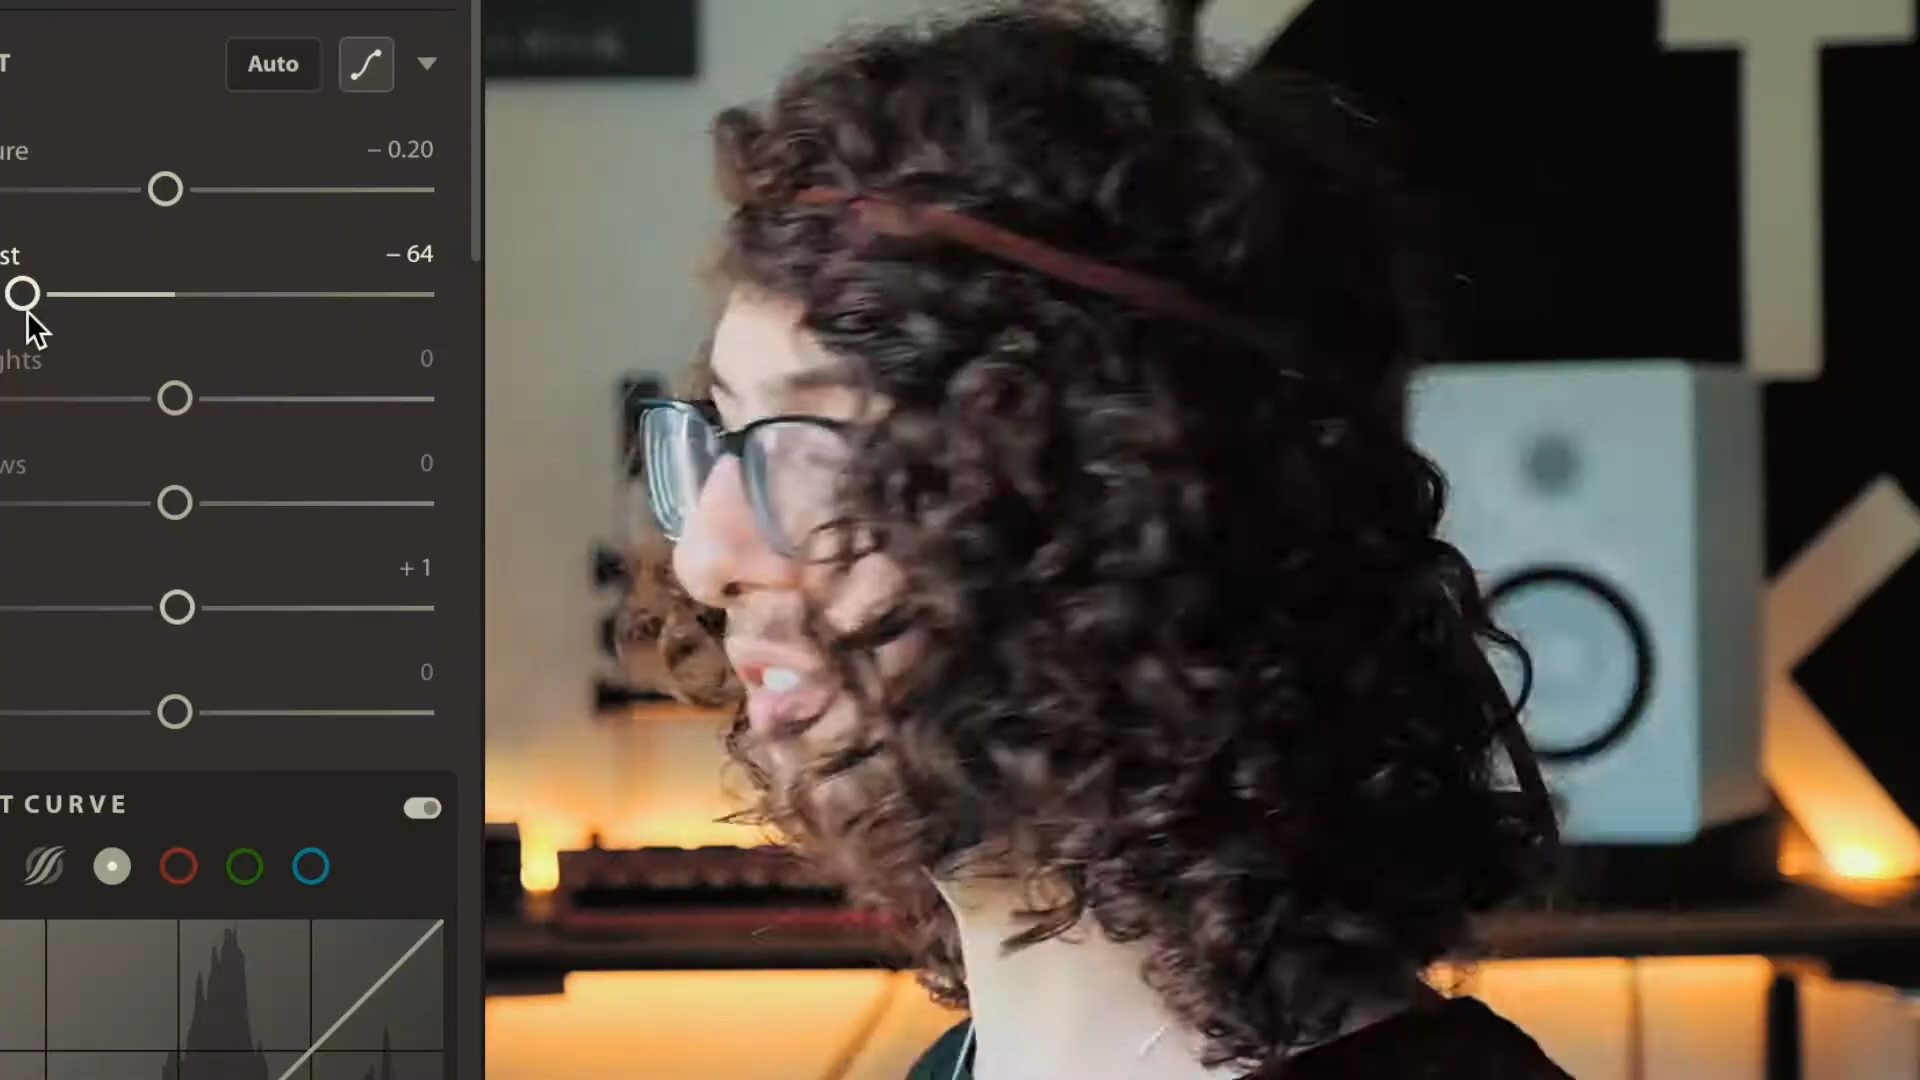 T
Auto
ure
− 0.20
st
− 64
ghts
0
ws
0
+ 1
0
T CURVE
T
K